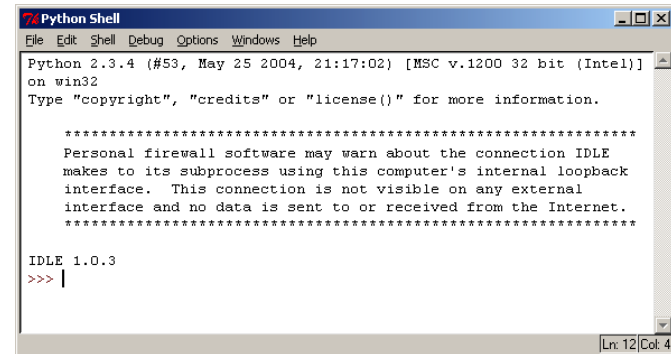 Python Shell
File Edit Shell Debug Options Windows Help
Python 2.3.4 (#53, May 25 2004, 21:17:02) [MSC v.1200 32 bit (Intel)]
on win32
Type "copyright", "credits" or "license()" for more information.
****************************************************************
Personal firewall software may warn about the connection IDLE
makes to its subprocess using this computer's internal loopback
interface.  This connection is not visible on any external
interface and no data is sent to or received from the Internet.
****************************************************************
IDLE 1.0.3
>>>
Ln: 12 Col: 4